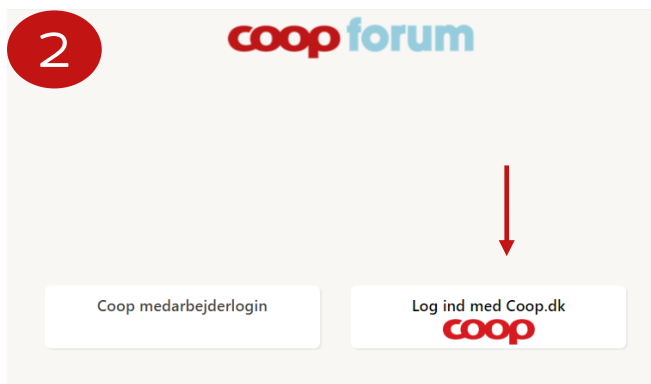 2
coop forum
Coop medarbejderlogin
Log ind med Coop.dk
coop